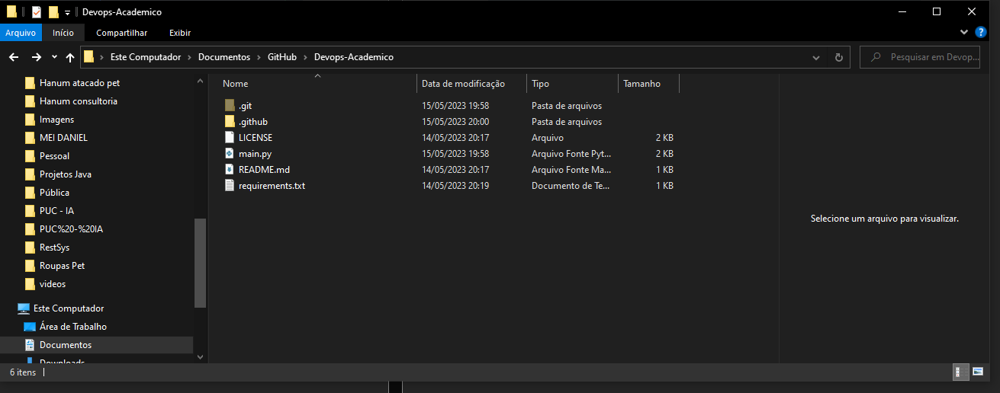 Devops-Academico
Arquivo Início Compartilhar Exibir
Este Computador Documentos GitHub Devops-Academico
Pesquisar em Devop...
Hanum atacado pet
Hanum consultoria
Imagens
MEI DANIEL
Pessoal
Projetos Java
Pública
PUC - IA
PUC%20-%20IA
RestSys
Roupas Pet
videos
Este Computador
Área de Trabalho
Documentos
Downloads
Nome Data de modificação Tipo Tamanho
.git 15/05/2023 19:58 Pasta de arquivos
.github 15/05/2023 20:00 Pasta de arquivos
LICENSE 14/05/2023 20:17 Arquivo 2 KB
main.py 15/05/2023 19:58 Arquivo Fonte Pyt... 2 KB
README.md 14/05/2023 20:17 Arquivo Fonte Ma... 1 KB
requirements.txt 14/05/2023 20:19 Documento de Te... 1 KB
Selecione um arquivo para visualizar.
6 itens